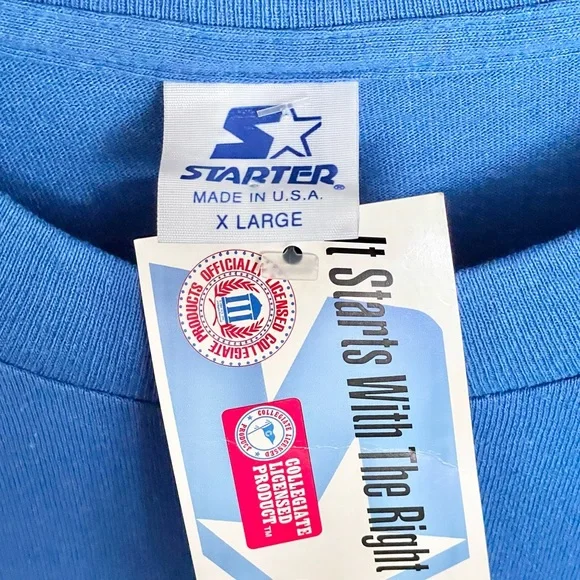 STARTER®
MADE IN U.S.A.
X LARGE
OFFICIALLY LICENSED COLLEGIATE PRODUCTS
It Starts With The Right
COLLEGIATE LICENSED PRODUCT
COLLEGIATE
LICENSED
PRODUCT™